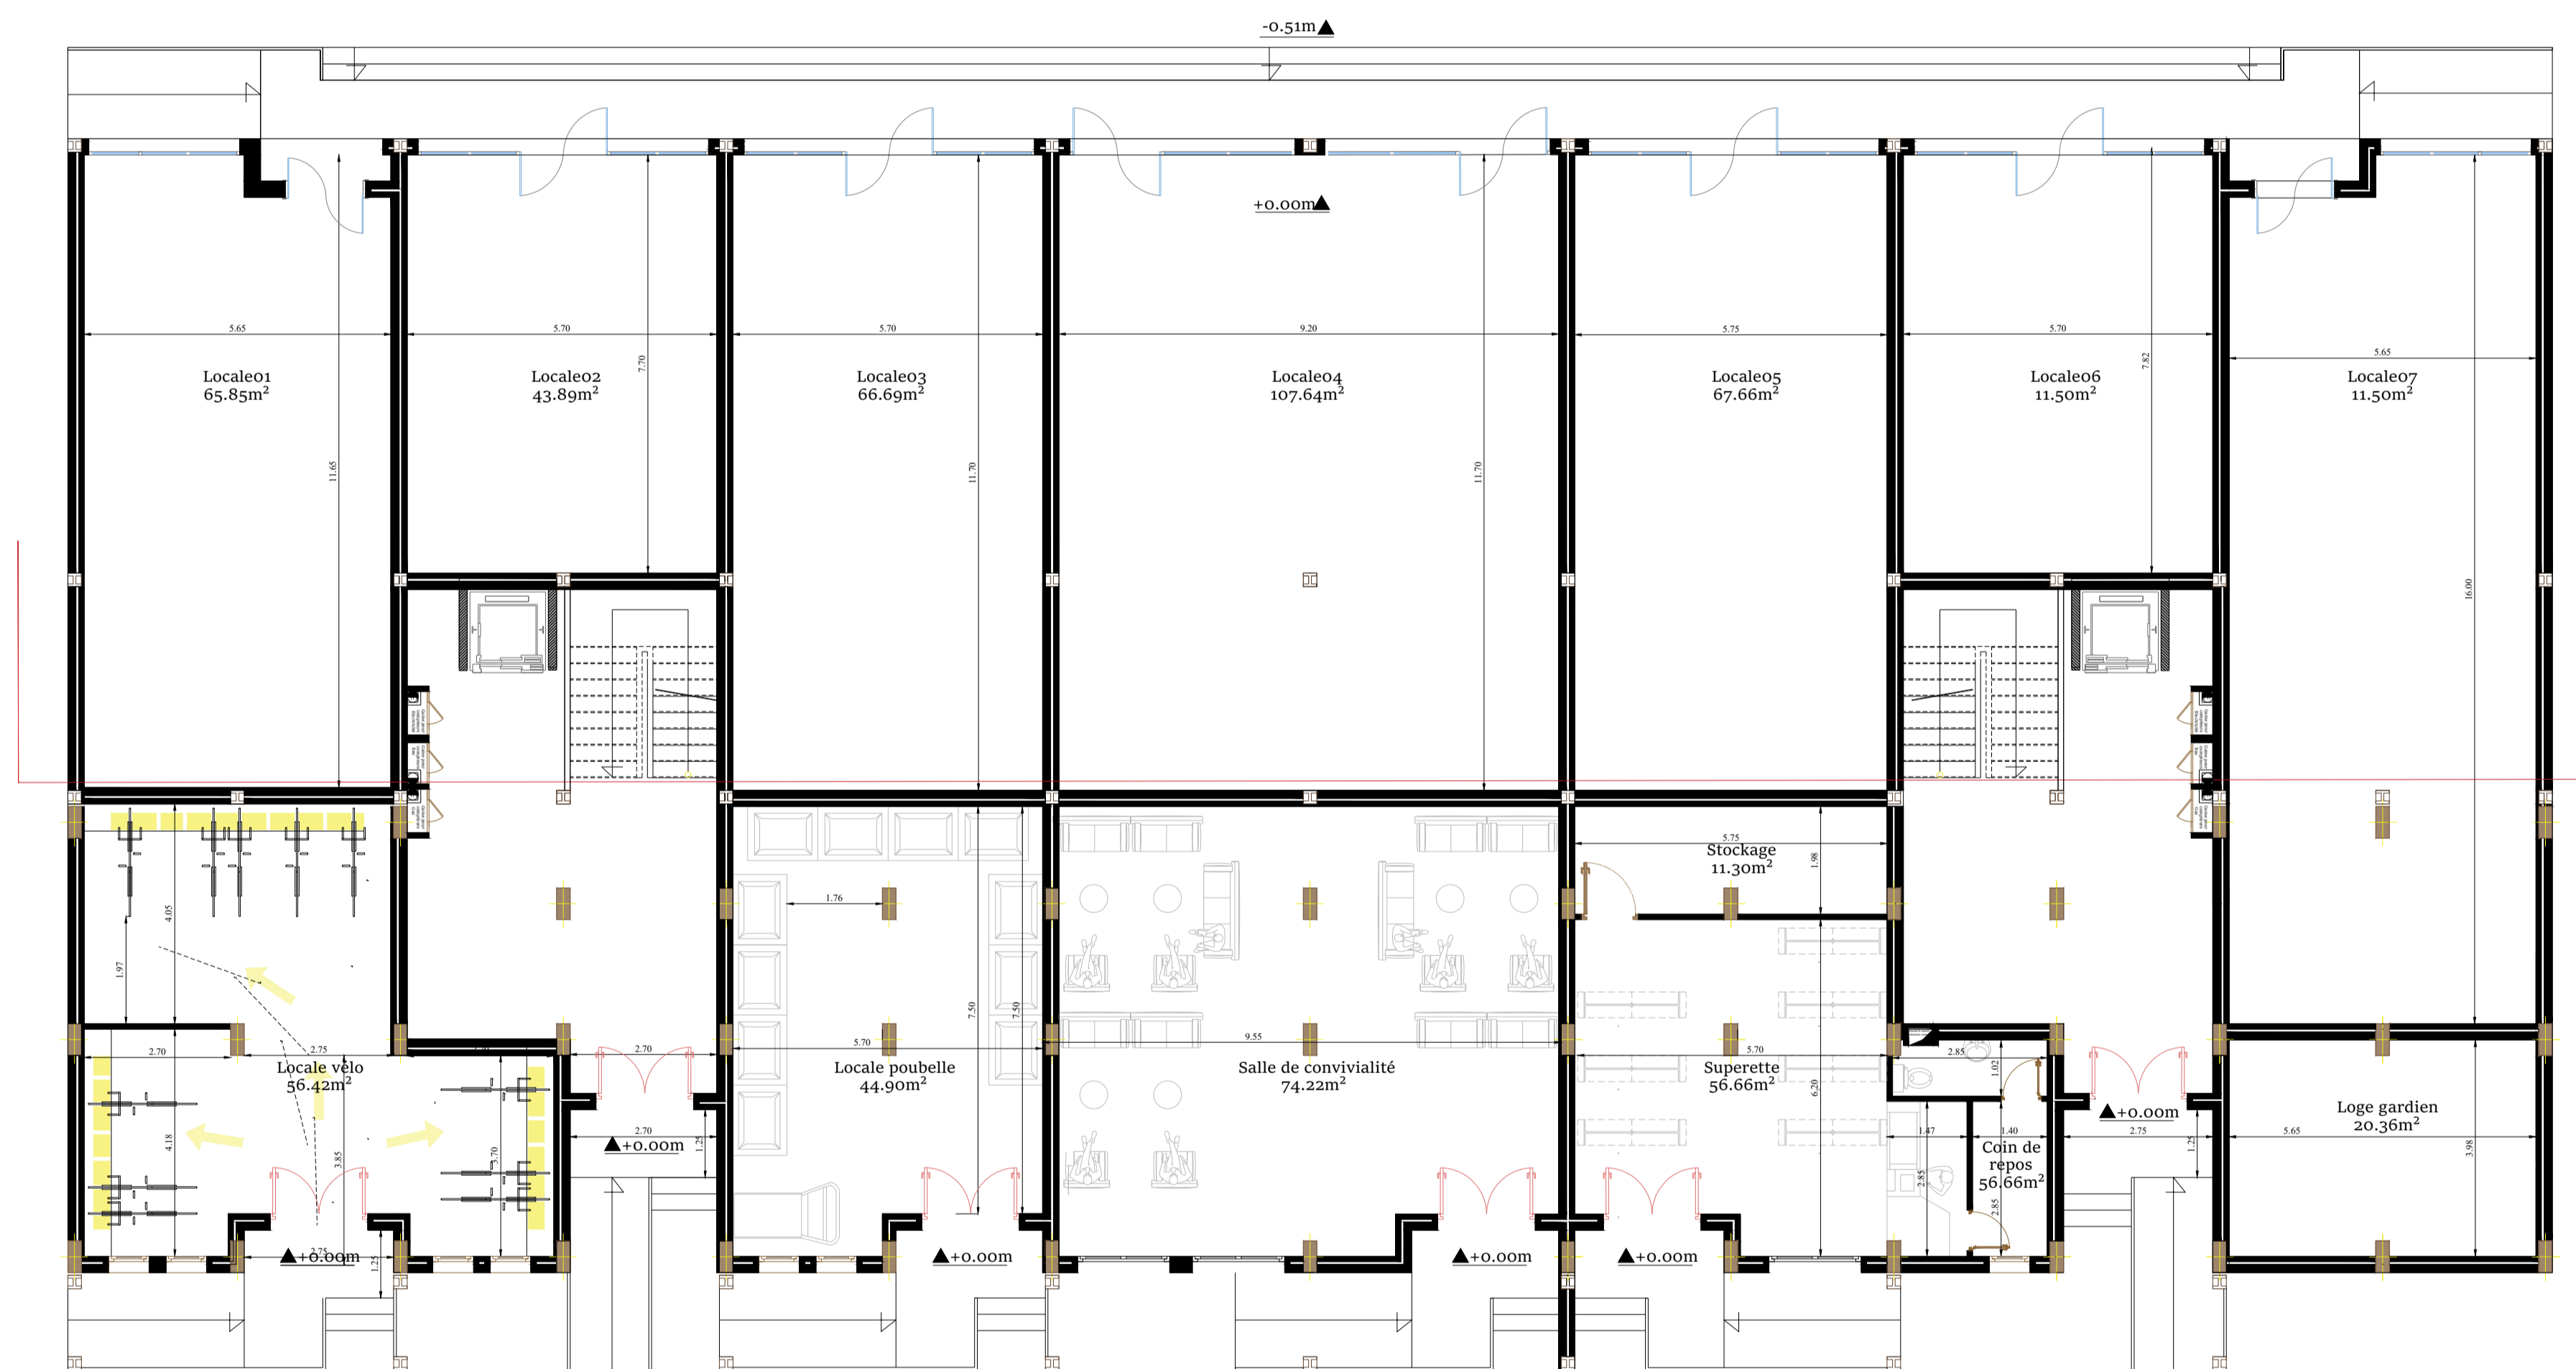 -0.51m
+0.00m
5.65
5.70
5.70
9.20
5.75
5.70
5.65
7.70
7.82
Locale01
65.85m²
Locale02
43.89m²
Locale03
66.69m²
Locale04
107.64m²
Locale05
67.66m²
Locale06
11.50m²
Locale07
11.50m²
11.65
11.70
11.70
16.00
5.75
Stockage
11.30m²
1.98
1.76
4.05
1.97
7.50
7.50
2.70
2.75
2.70
5.70
9.55
5.70
2.85
1.02
Locale vélo
56.42m²
Locale poubelle
44.90m²
Salle de convivialité
74.22m²
Superette
56.66m²
6.20
Loge gardien
20.36m²
4.18
3.85
3.70
2.70
1.25
+0.00m
1.47
1.40
Coin de
repos
56.66m²
2.85
2.85
+0.00m
2.75
1.25
5.65
3.98
2.75
+0.00m
1.25
+0.00m
+0.00m
+0.00m